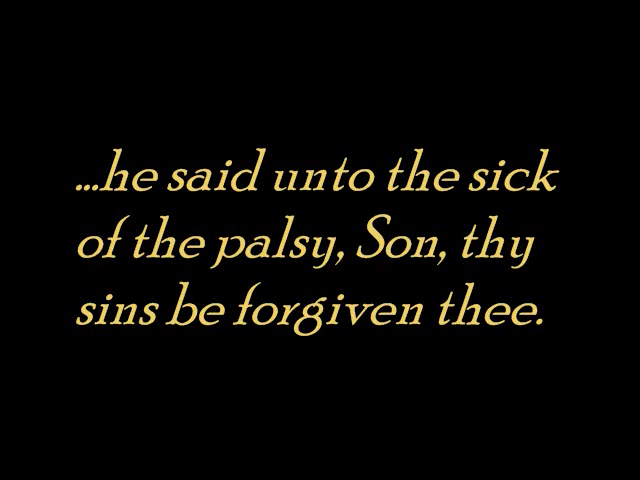 ...he said unto the sick
of the palsy, Son, thy
sins be forgiven thee.